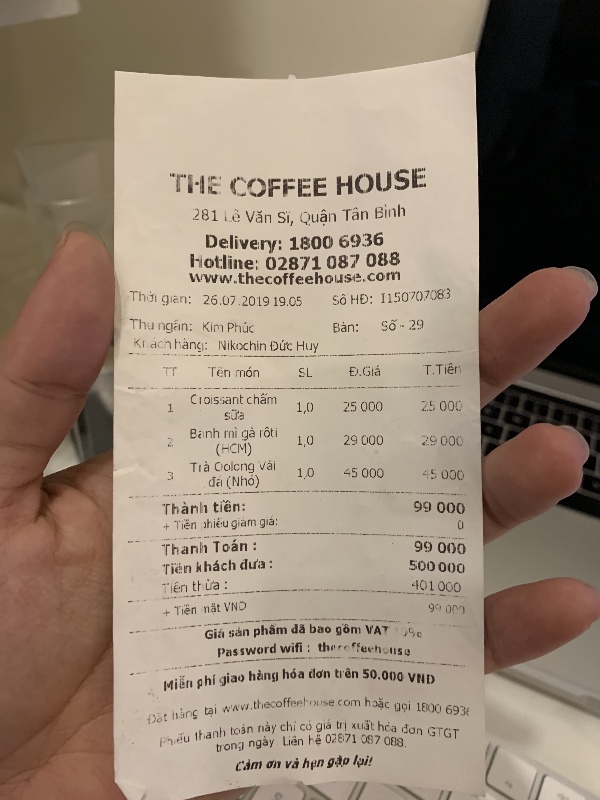 THE COFFEE HOUSE
281 Lê Văn Sĩ, Quận Tân Bình
Delivery: 1800 6936
Hotline: 02871 087 088
www.thecoffeehouse.com
Thời gian: 26.07.2019 19.05 Số HĐ: I150707083
Thu ngân: Kim Phúc Bàn: Số - 29
Khách hàng: Nikochin Đức Huy
TT Tên món SL Đ.Giá T.Tiền
1 Croissant chấm sữa 1,0 25 000 25 000
2 Bánh mì gà rôti (HCM) 1,0 29 000 29 000
3 Trà Oolong Vải đá (Nhỏ) 1,0 45 000 45 000
Thành tiền: 99 000
+ Tiền phiếu giảm giá: 0
Thanh Toán : 99 000
Tiền khách đưa : 500 000
Tiền thừa : 401 000
+ Tiền mặt VND 99 000
Giá sản phẩm đã bao gồm VAT
Password wifi : thecoffeehouse
Miễn phí giao hàng hóa đơn trên 50.000 VND
Đặt hàng tại www.thecoffeehouse.com hoặc gọi 1800 6936
Phiếu thanh toán này chỉ có giá trị xuất hóa đơn GTGT
trong ngày. Liên hệ 02871 087 088.
Cảm ơn và hẹn gặp lại!